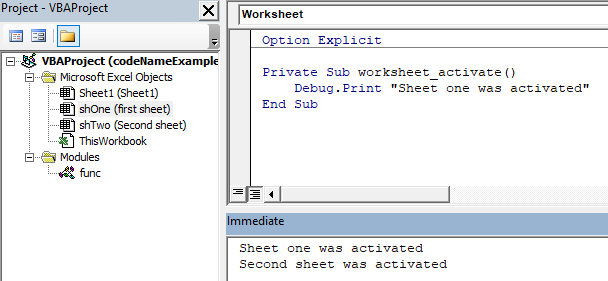 Project - VBAProject
VBAProject (codeNameExample
Microsoft Excel Objects
Sheet1 (Sheet1)
shOne (first sheet)
shTwo (Second sheet)
ThisWorkbook
Modules
func
Worksheet
Option Explicit
Private Sub worksheet_activate()
Debug.Print "Sheet one was activated"
End Sub
Immediate
Sheet one was activated
Second sheet was activated